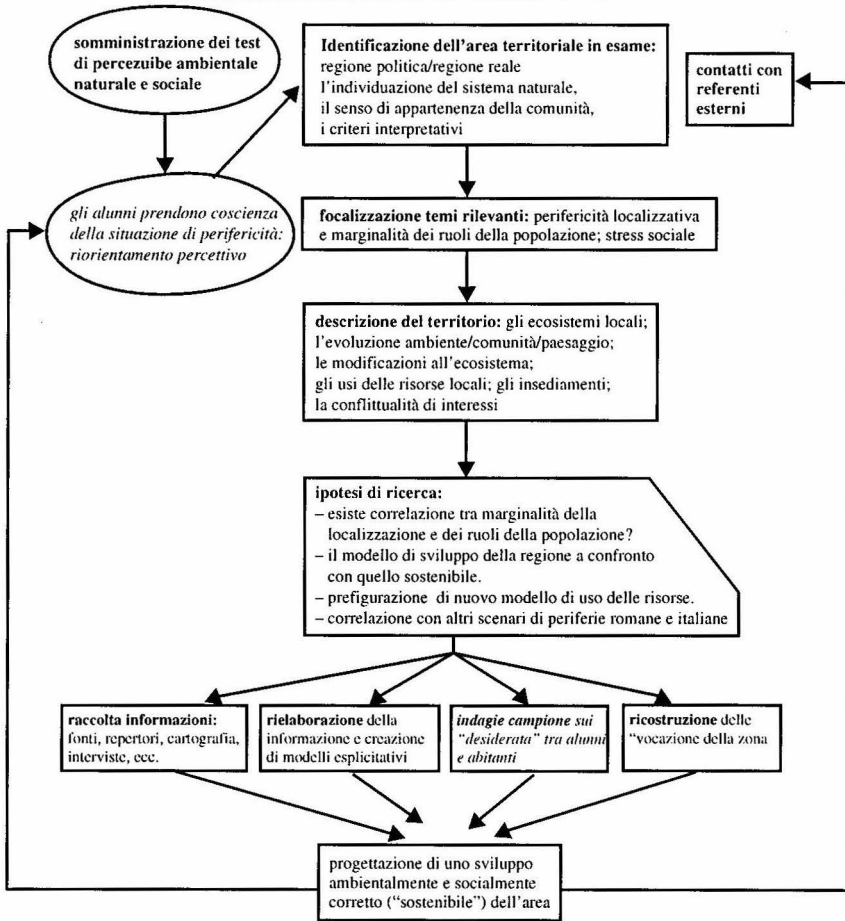 somministrazione dei test
di percezuibe ambientale
naturale e sociale
Identificazione dell'area territoriale in esame:
regione politica/regione reale
l'individuazione del sistema naturale,
il senso di appartenenza della comunità,
i criteri interpretativi
contatti con
referenti
esterni
gli alunni prendono coscienza
della situazione di perifericità:
riorientamento percettivo
focalizzazione temi rilevanti: perifericità localizzativa
e marginalità dei ruoli della popolazione; stress sociale
descrizione del territorio: gli ecosistemi locali;
l'evoluzione ambiente/comunità/paesaggio;
le modificazioni all'ecosistema;
gli usi delle risorse locali; gli insediamenti;
la conflittualità di interessi
ipotesi di ricerca:
– esiste correlazione tra marginalità della
localizzazione e dei ruoli della popolazione?
– il modello di sviluppo della regione a confronto
con quello sostenibile.
– prefigurazione di nuovo modello di uso delle risorse.
– correlazione con altri scenari di periferie romane e italiane
raccolta informazioni:
fonti, repertori, cartografia,
interviste, ecc.
rielaborazione della
informazione e creazione
di modelli esplicitativi
indagie campione sui
"desiderata" tra alunni
e abitanti
ricostruzione delle
"vocazione della zona
progettazione di uno sviluppo
ambientalmente e socialmente
corretto ("sostenibile") dell'area